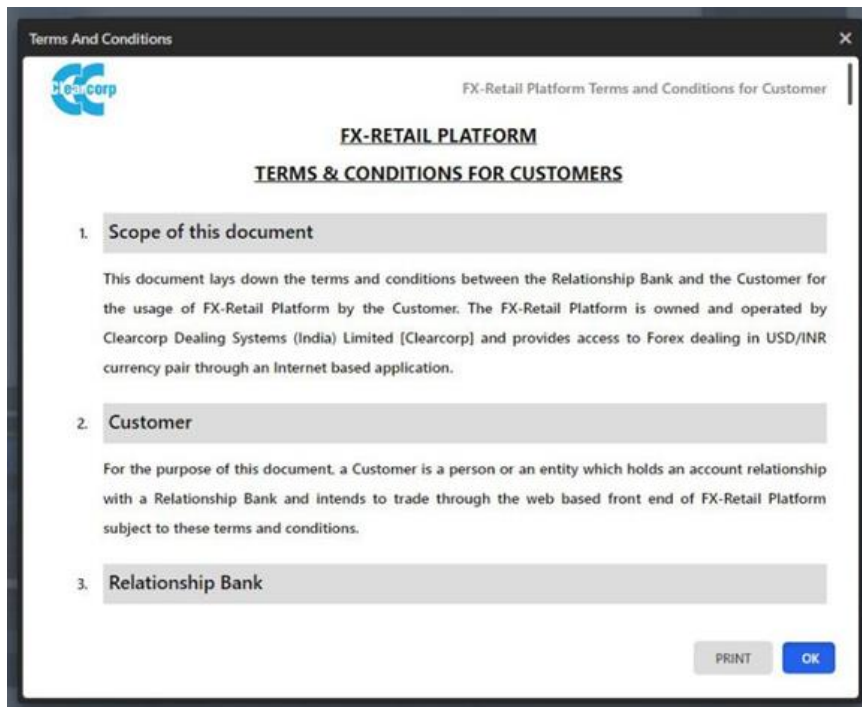 Terms And Conditions
Clearcorp
FX-Retail Platform Terms and Conditions for Customer
FX-RETAIL PLATFORM
TERMS & CONDITIONS FOR CUSTOMERS
1. Scope of this document
This document lays down the terms and conditions between the Relationship Bank and the Customer for
the usage of FX-Retail Platform by the Customer. The FX-Retail Platform is owned and operated by
Clearcorp Dealing Systems (India) Limited [Clearcorp] and provides access to Forex dealing in USD/INR
currency pair through an Internet based application.
2. Customer
For the purpose of this document, a Customer is a person or an entity which holds an account relationship
with a Relationship Bank and intends to trade through the web based front end of FX-Retail Platform
subject to these terms and conditions.
3. Relationship Bank
PRINT
OK